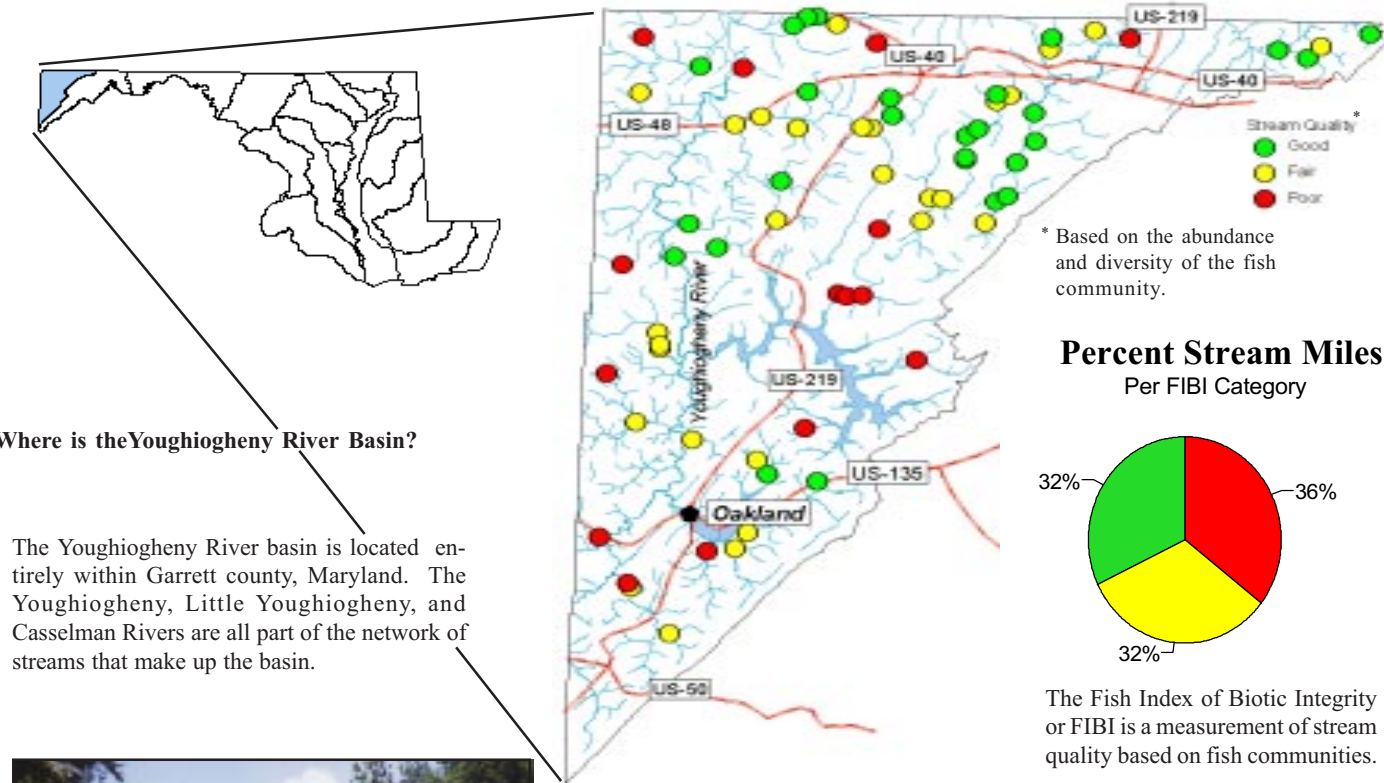 US-219
US-40
US-40
US-48
Stream Quality*
Good
Fair
Poor
* Based on the abundance
and diversity of the fish
community.
Youghiogheny River
US-219
Percent Stream Miles
Per FIBI Category
32%
36%
32%
Where is theYoughiogheny River Basin?
US-135
Oakland
The Youghiogheny River basin is located en-
tirely within Garrett county, Maryland. The
Youghiogheny, Little Youghiogheny, and
Casselman Rivers are all part of the network of
streams that make up the basin.
US-50
The Fish Index of Biotic Integrity
or FIBI is a measurement of stream
quality based on fish communities.